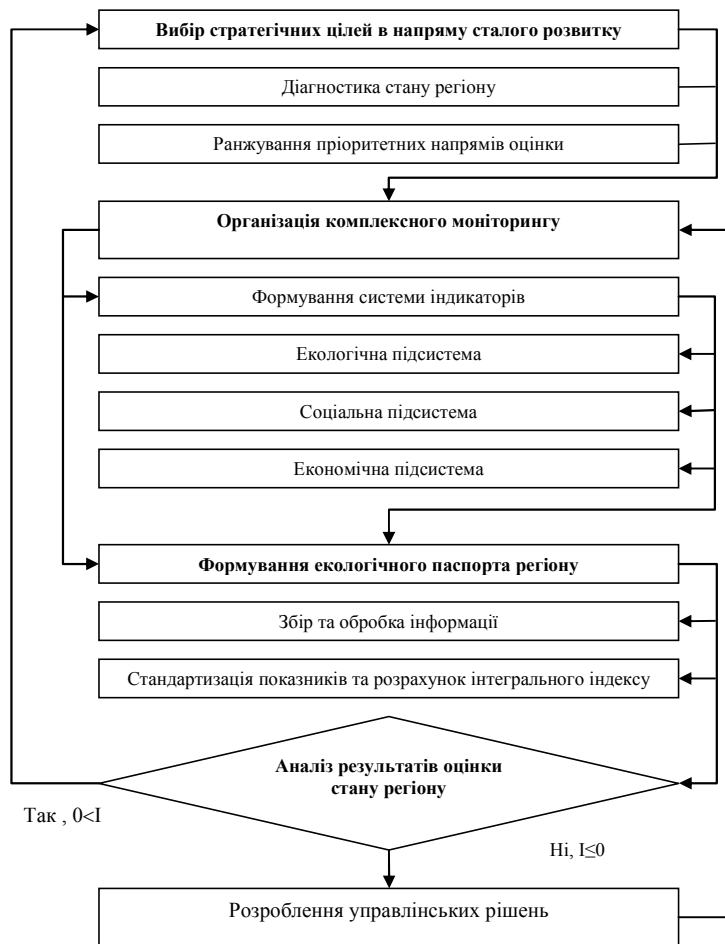 Вибір стратегічних цілей в напряму сталого розвитку
Діагностика стану регіону
Ранжування пріоритетних напрямів оцінки
Організація комплексного моніторингу
Формування системи індикаторів
Екологічна підсистема
Соціальна підсистема
Економічна підсистема
Формування екологічного паспорта регіону
Збір та обробка інформації
Стандартизація показників та розрахунок інтегрального індексу
Аналіз результатів оцінки
стану регіону
Так , 0<I
Ні, I≤0
Розроблення управлінських рішень